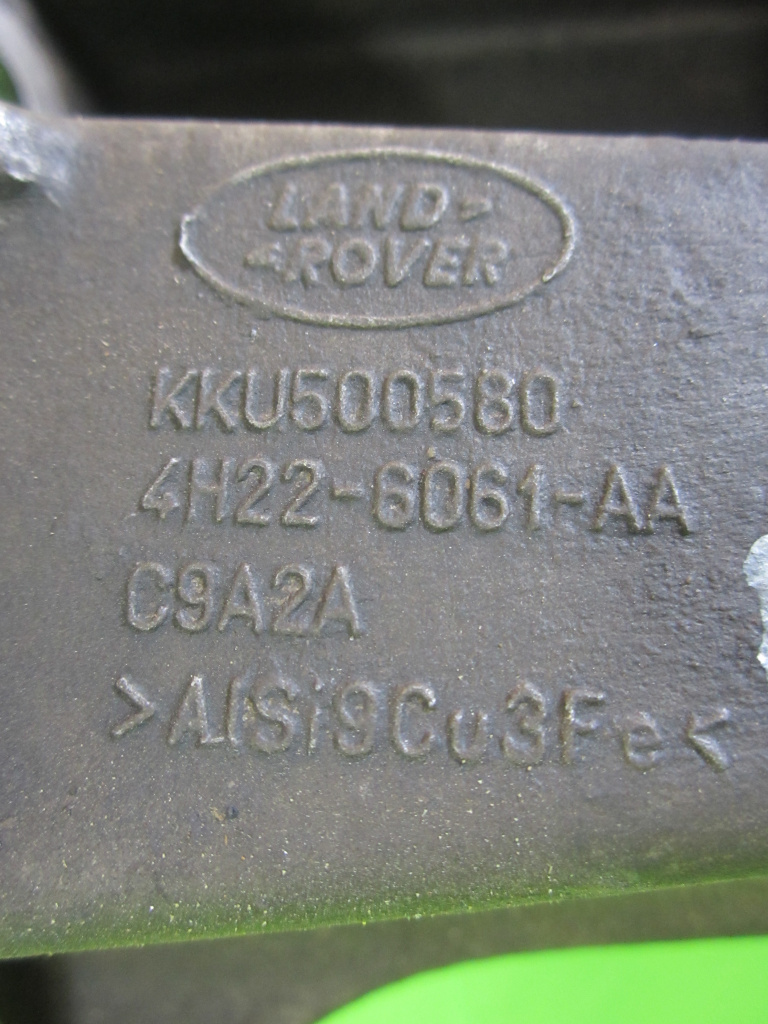 LAND
ROVER
KKU500580
4H22-6061-AA
C9A2A
>AlSi9Cu3Fe<